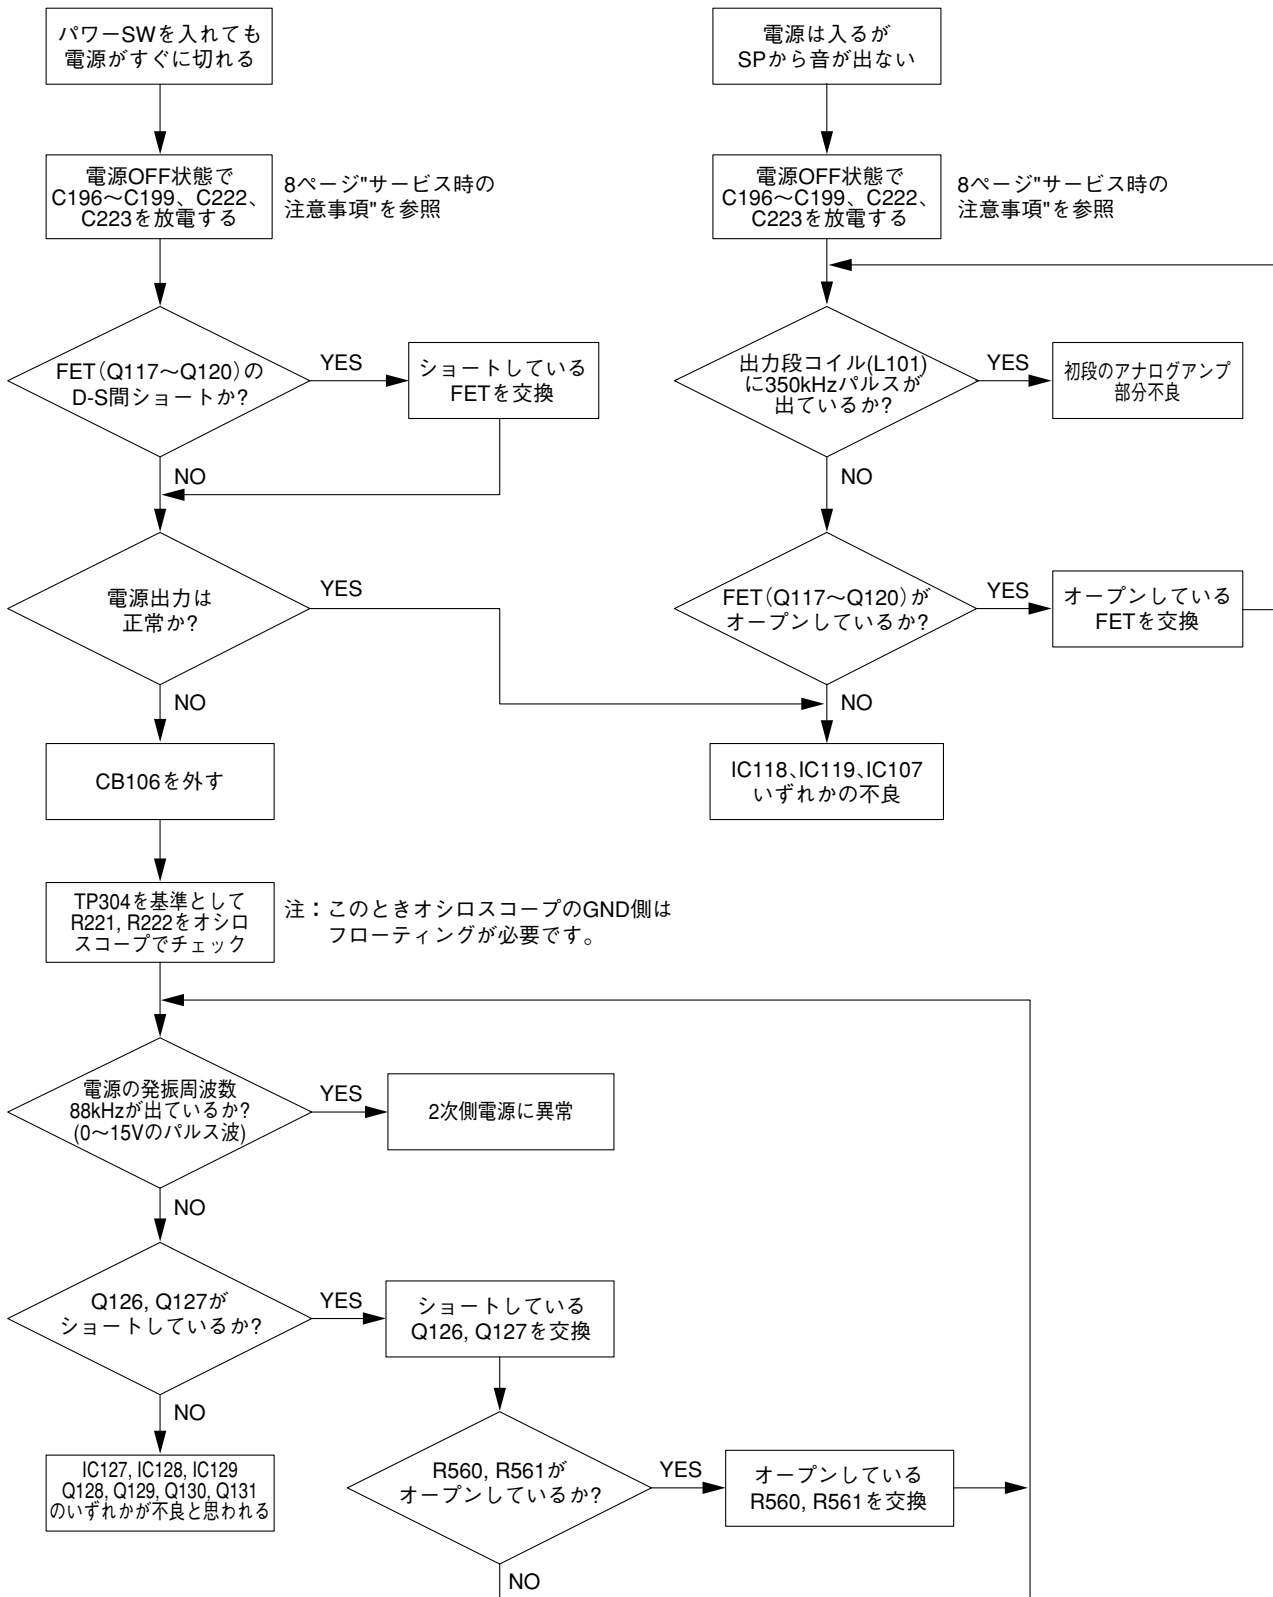 パワーSWを入れても
電源がすぐに切れる
電源OFF状態で
C196～C199、C222、
C223を放電する
8ページ"サービス時の
注意事項"を参照
FET（Q117～Q120）の
D-S間ショートか?
YES
ショートしている
FETを交換
NO
電源出力は
正常か?
YES
NO
CB106を外す
TP304を基準として
R221, R222をオシロ
スコープでチェック
注：このときオシロスコープのGND側は
フローティングが必要です。
電源の発振周波数
88kHzが出ているか?
(0～15Vのパルス波)
YES
2次側電源に異常
NO
Q126, Q127が
ショートしているか?
YES
ショートしている
Q126, Q127を交換
NO
IC127, IC128, IC129
Q128, Q129, Q130, Q131
のいずれかが不良と思われる
R560, R561が
オープンしているか?
YES
オープンしている
R560, R561を交換
NO
電源は入るが
SPから音が出ない
電源OFF状態で
C196～C199、C222、
C223を放電する
8ページ"サービス時の
注意事項"を参照
出力段コイル(L101)
に350kHzパルスが
出ているか?
YES
初段のアナログアンプ
部分不良
NO
FET（Q117～Q120）が
オープンしているか?
YES
オープンしている
FETを交換
NO
IC118、IC119、IC107
いずれかの不良